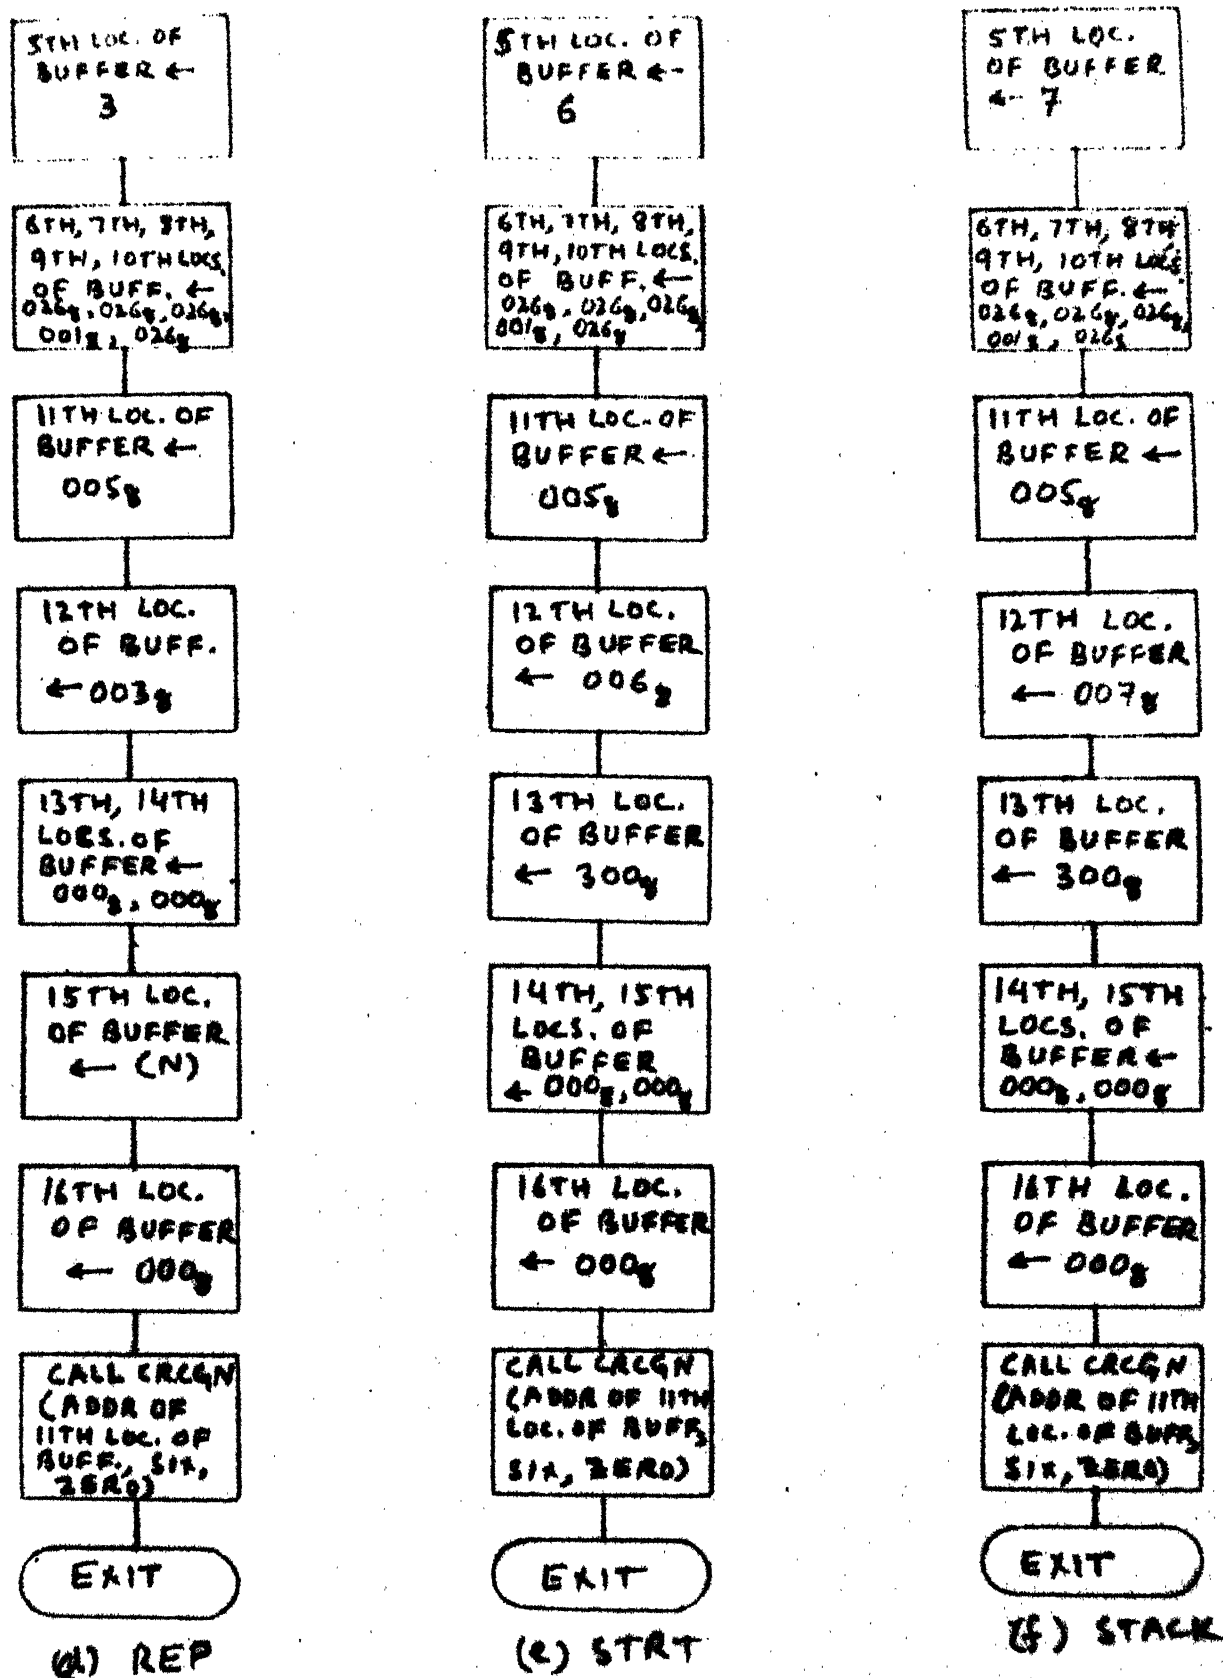 5TH LOC. OF
BUFFER ←
3
6TH, 7TH, 8TH,
9TH, 10TH LOCS.
OF BUFF. ←
026₈, 026₈, 026₈,
001₈, 026₈
11TH LOC. OF
BUFFER ←
005₈
12TH LOC.
OF BUFF.
← 003₈
13TH, 14TH
LOCS. OF
BUFFER ←
000₈, 000₈
15TH LOC.
OF BUFFER
← (N)
16TH LOC.
OF BUFFER
← 000₈
CALL CRCGN
(ADDR OF
11TH LOC. OF
BUFF., SIX,
ZERO)
EXIT
(d) REP
5TH LOC. OF
BUFFER ←
6
6TH, 7TH, 8TH,
9TH, 10TH LOCS.
OF BUFF. ←
026₈, 026₈, 026₈,
001₈, 026₈
11TH LOC. OF
BUFFER ←
005₈
12TH LOC.
OF BUFFER
← 006₈
13TH LOC.
OF BUFFER
← 300₈
14TH, 15TH
LOCS. OF
BUFFER
← 000₈, 000₈
16TH LOC.
OF BUFFER
← 000₈
CALL CRCGN
(ADDR OF 11TH
LOC. OF BUFF,
SIX, ZERO)
EXIT
(e) STRT
5TH LOC.
OF BUFFER
← 7
6TH, 7TH, 8TH,
9TH, 10TH LOCS
OF BUFF. ←
026₈, 026₈, 026₈,
001₈, 026₈
11TH LOC. OF
BUFFER ←
005₈
12TH LOC.
OF BUFFER
← 007₈
13TH LOC.
OF BUFFER
← 300₈
14TH, 15TH
LOCS. OF
BUFFER ←
000₈, 000₈
16TH LOC.
OF BUFFER
← 000₈
CALL CRCGN
(ADDR OF 11TH
LOC. OF BUFF,
SIX, ZERO)
EXIT
(f) STACK